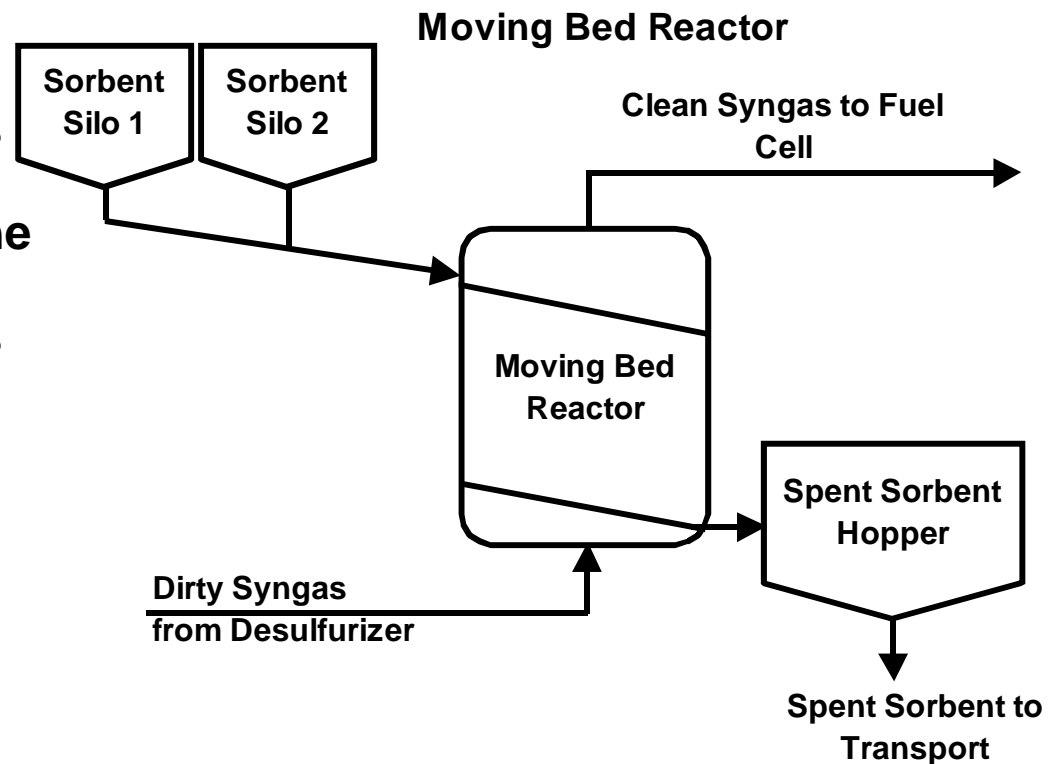 Moving Bed Reactor
Sorbent
Silo 1
Sorbent
Silo 2
Clean Syngas to Fuel
Cell
Moving Bed
Reactor
Spent Sorbent
Hopper
Dirty Syngas
from Desulfurizer
Spent Sorbent to
Transport